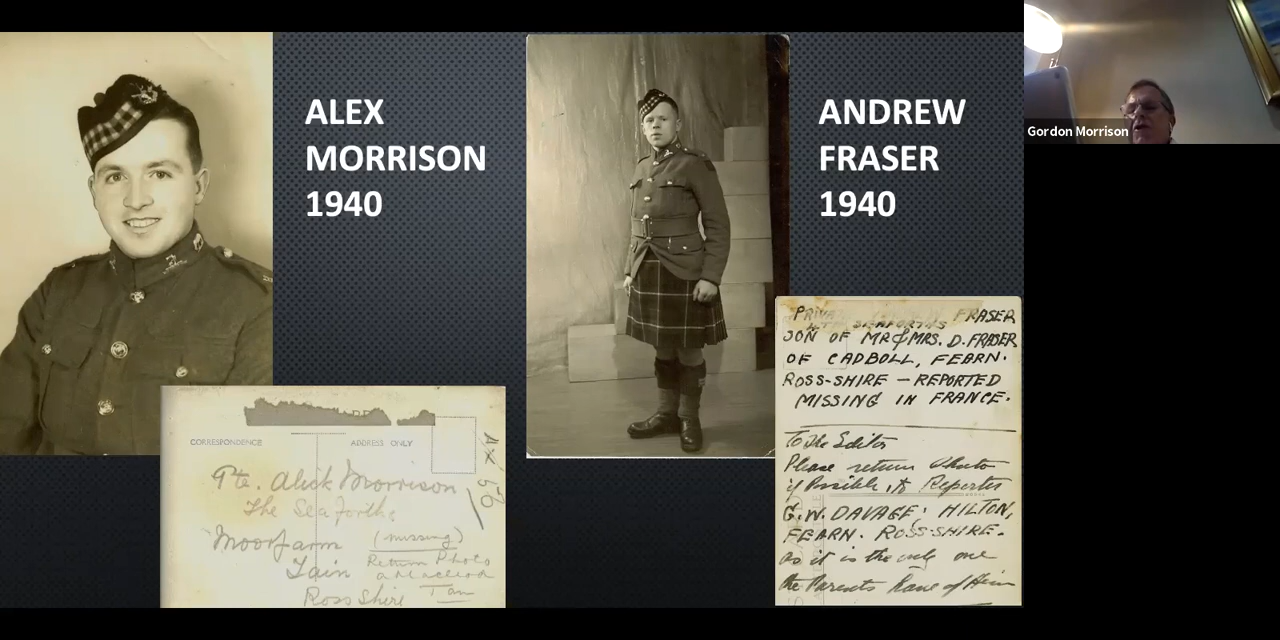 ALEX
MORRISON
1940
ANDREW
FRASER
1940
Gordon Morrison
CORRESPONDENCE
ADDRESS ONLY
Pte. Alick Morrison
The Seaforths
Moorfarm
(missing)
Tain
Return Photo
Ross Shire
Tain
FRASER
4TH SEAFORTHS
SON OF MR & MRS. D. FRASER
OF CADBOLL, FEARN.
ROSS-SHIRE — REPORTED
MISSING IN FRANCE.
To the Editor
Please return Photo
if Possible, to Reporter
G. W. DAVAGE. HILTON,
FEARN. ROSS-SHIRE.
as it is the only one
the Parents have of Him